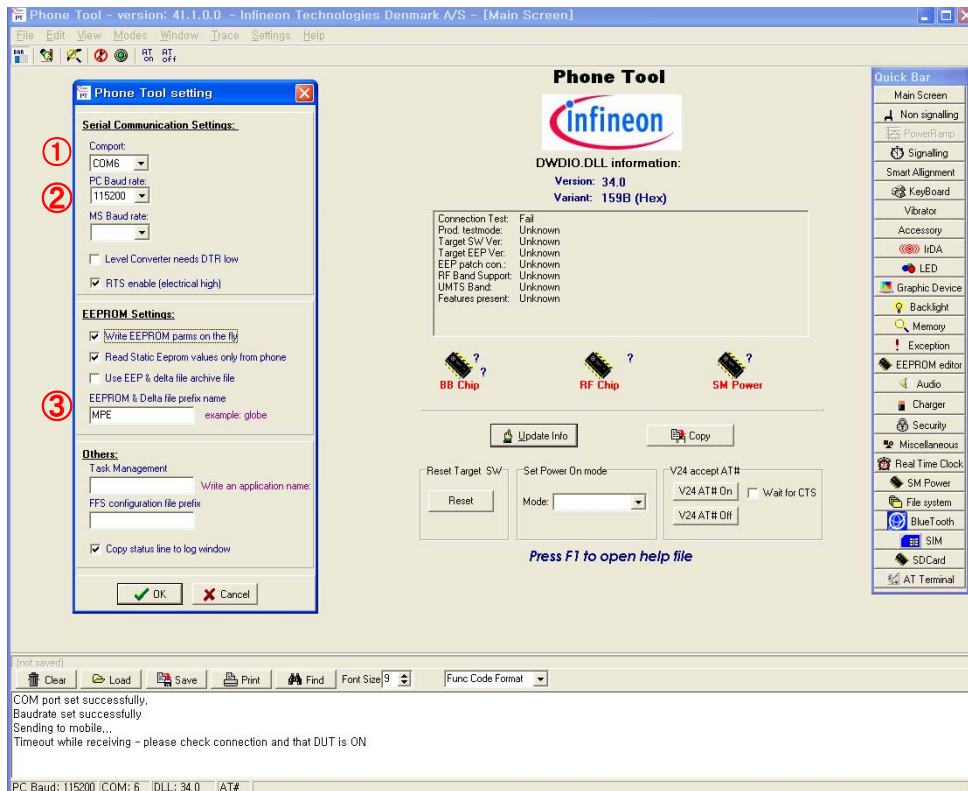 Phone Tool - version: 41.1.0.0 - Infineon Technologies Denmark A/S - [Main Screen]
File Edit View Modes Window Trace Settings Help
BAR
AT on AT off
Phone Tool setting
Serial Communication Settings:
①
Comport:
COM6
②
PC Baud rate:
115200
MS Baud rate:
Level Converter needs DTR low
RTS enable (electrical high)
EEPROM Settings:
Write EEPROM parms on the fly
Read Static Eeprom values only from phone
Use EEP & delta file archive file
③
EEPROM & Delta file prefix name
MPE example: globe
Others:
Task Management
Write an application name:
FFS configuration file prefix
Copy status line to log window
OK Cancel
Phone Tool
infineon
DWDIO.DLL information:
Version: 34.0
Variant: 159B (Hex)
Connection Test: Fail
Prod. testmode: Unknown
Target SW Ver: Unknown
Target EEP Ver: Unknown
EEP patch con.: Unknown
RF Band Support: Unknown
UMTS Band: Unknown
Features present: Unknown
? ? ? ?
BB Chip RF Chip SM Power
Update Info Copy
Reset Target SW
Reset
Set Power On mode
Mode:
V24 accept AT#
V24 AT# On Wait for CTS
V24 AT# Off
Press F1 to open help file
Quick Bar
Main Screen
Non signalling
PowerRamp
Signalling
Smart Allignment
KeyBoard
Vibrator
Accessory
IrDA
LED
Graphic Device
Backlight
Memory
Exception
EEPROM editor
Audio
Charger
Security
Miscellaneous
Real Time Clock
SM Power
File system
BlueTooth
SIM
SDCard
AT Terminal
(not saved)
Clear Load Save Print Find Font Size 9 Func Code Format
COM port set successfully,
Baudrate set successfully
Sending to mobile,,,
Timeout while receiving - please check connection and that DUT is ON
PC Baud: 115200 COM: 6 DLL: 34.0 AT#